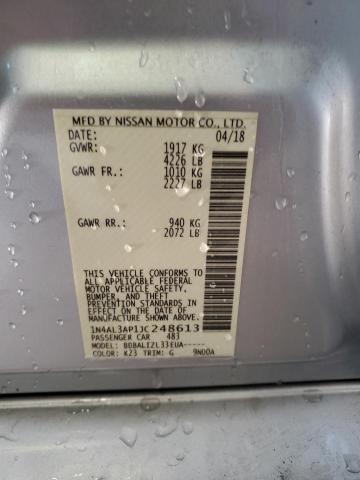 MFD BY NISSAN MOTOR CO., LTD.
DATE: 04/18
GVWR: 1917 KG
4226 LB
GAWR FR.: 1010 KG
2227 LB
GAWR RR.: 940 KG
2072 LB
THIS VEHICLE CONFORMS TO
ALL APPLICABLE FEDERAL
MOTOR VEHICLE SAFETY,
BUMPER, AND THEFT
PREVENTION STANDARDS IN
EFFECT ON THE DATE OF
MANUFACTURE SHOWN ABOVE.
1N4AL3AP1JC248613
PASSENGER CAR 483
MODEL: BDBALIZL33EUA-----
COLOR: K23 TRIM: G 9N00A